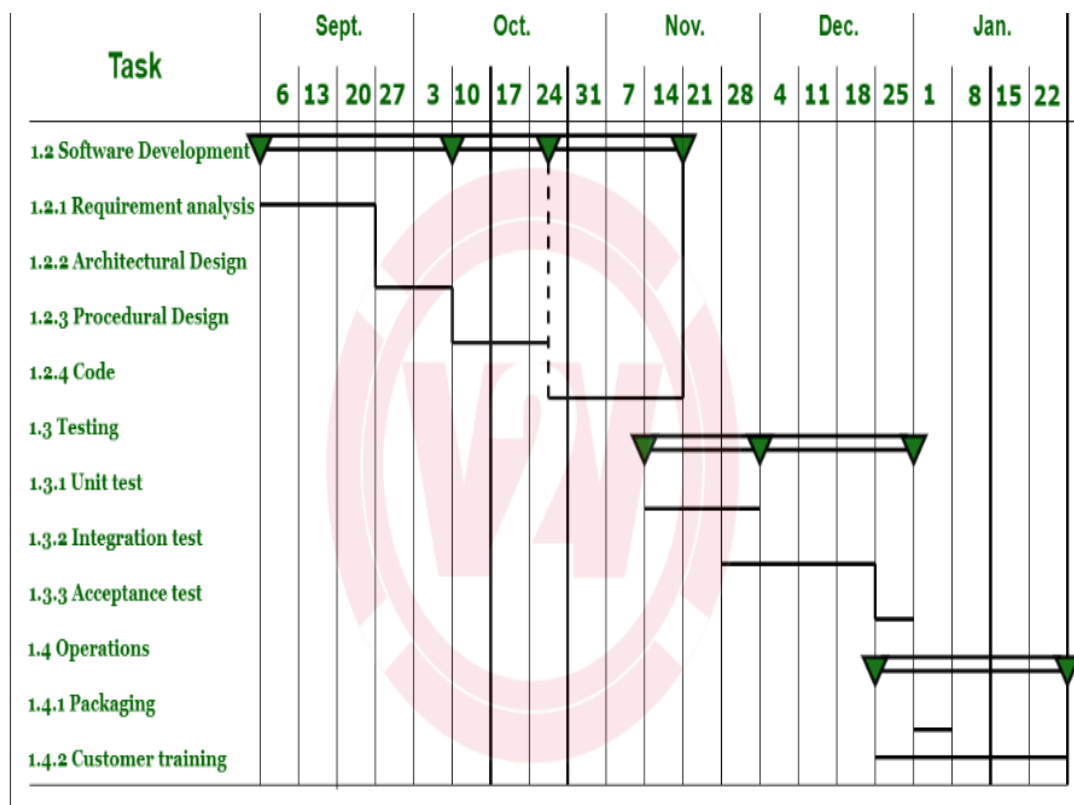 Sept. Oct. Nov. Dec. Jan.
Task
6 13 20 27 3 10 17 24 31 7 14 21 28 4 11 18 25 1 8 15 22
1.2 Software Development
1.2.1 Requirement analysis
1.2.2 Architectural Design
1.2.3 Procedural Design
1.2.4 Code
1.3 Testing
1.3.1 Unit test
1.3.2 Integration test
1.3.3 Acceptance test
1.4 Operations
1.4.1 Packaging
1.4.2 Customer training
V2V